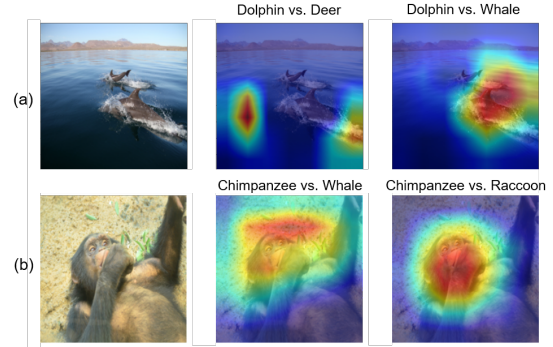 Dolphin vs. Deer
Dolphin vs. Whale
(a)
Chimpanzee vs. Whale
Chimpanzee vs. Raccoon
(b)